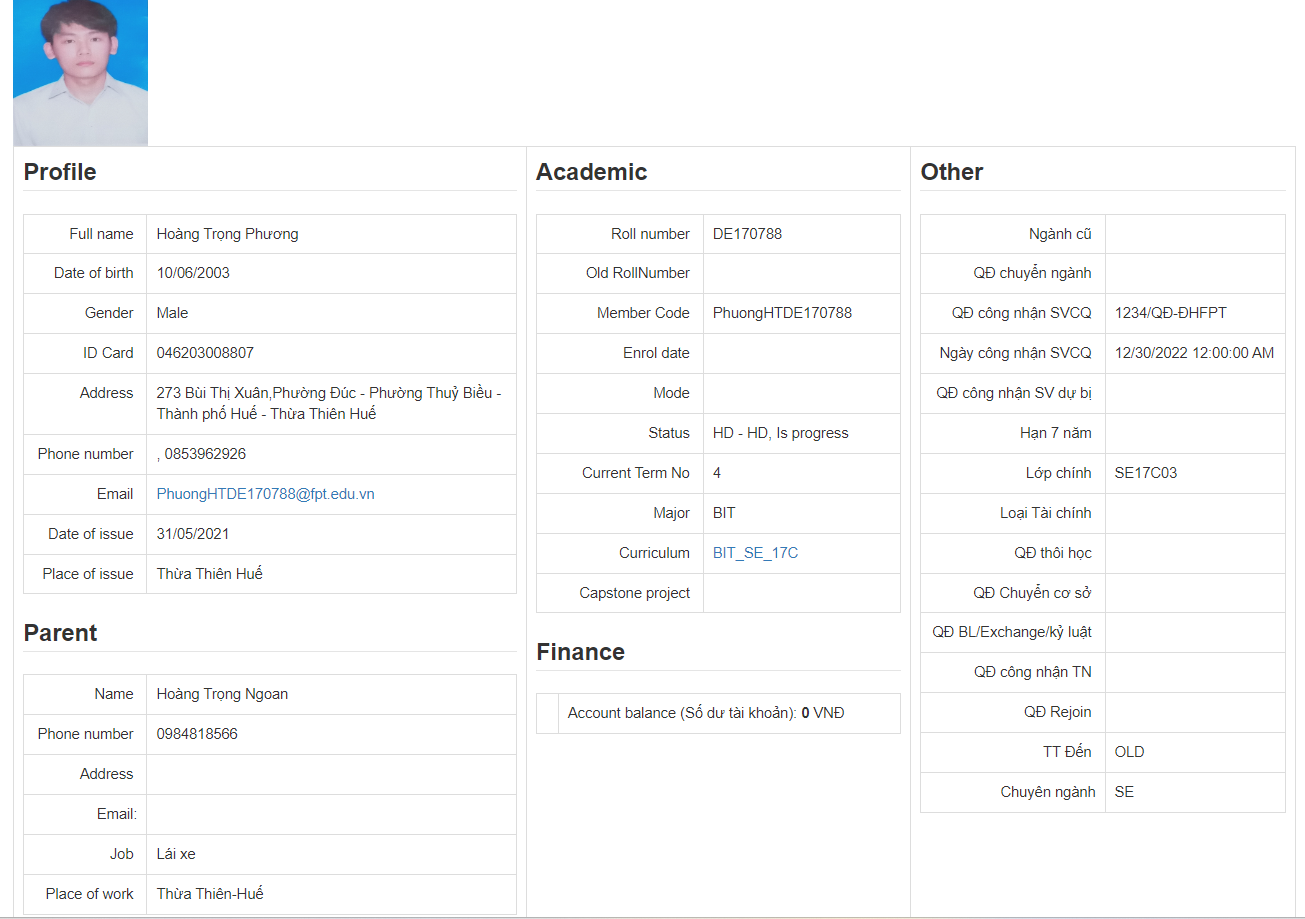 Profile
Full name Hoàng Trọng Phương
Date of birth 10/06/2003
Gender Male
ID Card 046203008807
Address 273 Bùi Thị Xuân,Phường Đúc - Phường Thuỷ Biều -
Thành phố Huế - Thừa Thiên Huế
Phone number , 0853962926
Email PhuongHTDE170788@fpt.edu.vn
Date of issue 31/05/2021
Place of issue Thừa Thiên Huế
Parent
Name Hoàng Trọng Ngoan
Phone number 0984818566
Address
Email:
Job Lái xe
Place of work Thừa Thiên-Huế
Academic
Roll number DE170788
Old RollNumber
Member Code PhuongHTDE170788
Enrol date
Mode
Status HD - HD, Is progress
Current Term No 4
Major BIT
Curriculum BIT_SE_17C
Capstone project
Finance
Account balance (Số dư tài khoản): 0 VNĐ
Other
Ngành cũ
QĐ chuyển ngành
QĐ công nhận SVCQ 1234/QĐ-ĐHFPT
Ngày công nhận SVCQ 12/30/2022 12:00:00 AM
QĐ công nhận SV dự bị
Hạn 7 năm
Lớp chính SE17C03
Loại Tài chính
QĐ thôi học
QĐ Chuyển cơ sở
QĐ BL/Exchange/kỷ luật
QĐ công nhận TN
QĐ Rejoin
TT Đến OLD
Chuyên ngành SE